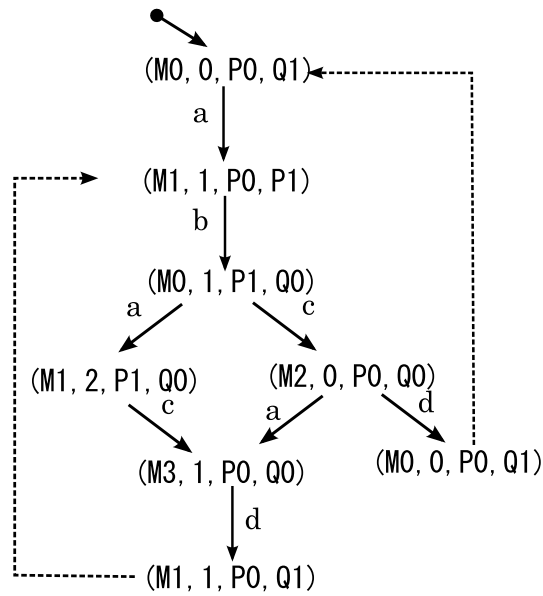 (M0, 0, P0, Q1)
a
(M1, 1, P0, P1)
b
(M0, 1, P1, Q0)
a
c
(M1, 2, P1, Q0)
(M2, 0, P0, Q0)
c
a
d
(M3, 1, P0, Q0)
(M0, 0, P0, Q1)
d
(M1, 1, P0, Q1)